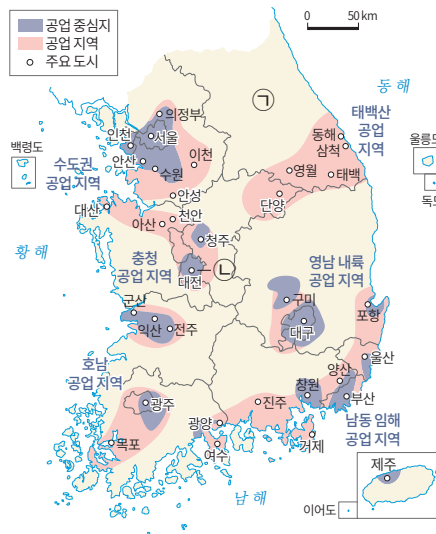 공업 중심지
공업 지역
주요 도시
0 50 km
㉠
동해
의정부
인천
서울
안산
이천
수원
수도권
공업 지역
백령도
태백산
공업
지역
동해
삼척
영월
태백
단양
울릉도
독도
안성
대산
천안
아산
청주
황해
충청
공업 지역
㉡
대전
영남 내륙
공업 지역
구미
대구
포항
군산
익산
전주
울산
양산
창원
부산
호남
공업 지역
광주
광양
진주
남동 임해
공업 지역
목포
여수
거제
제주
남해
이어도